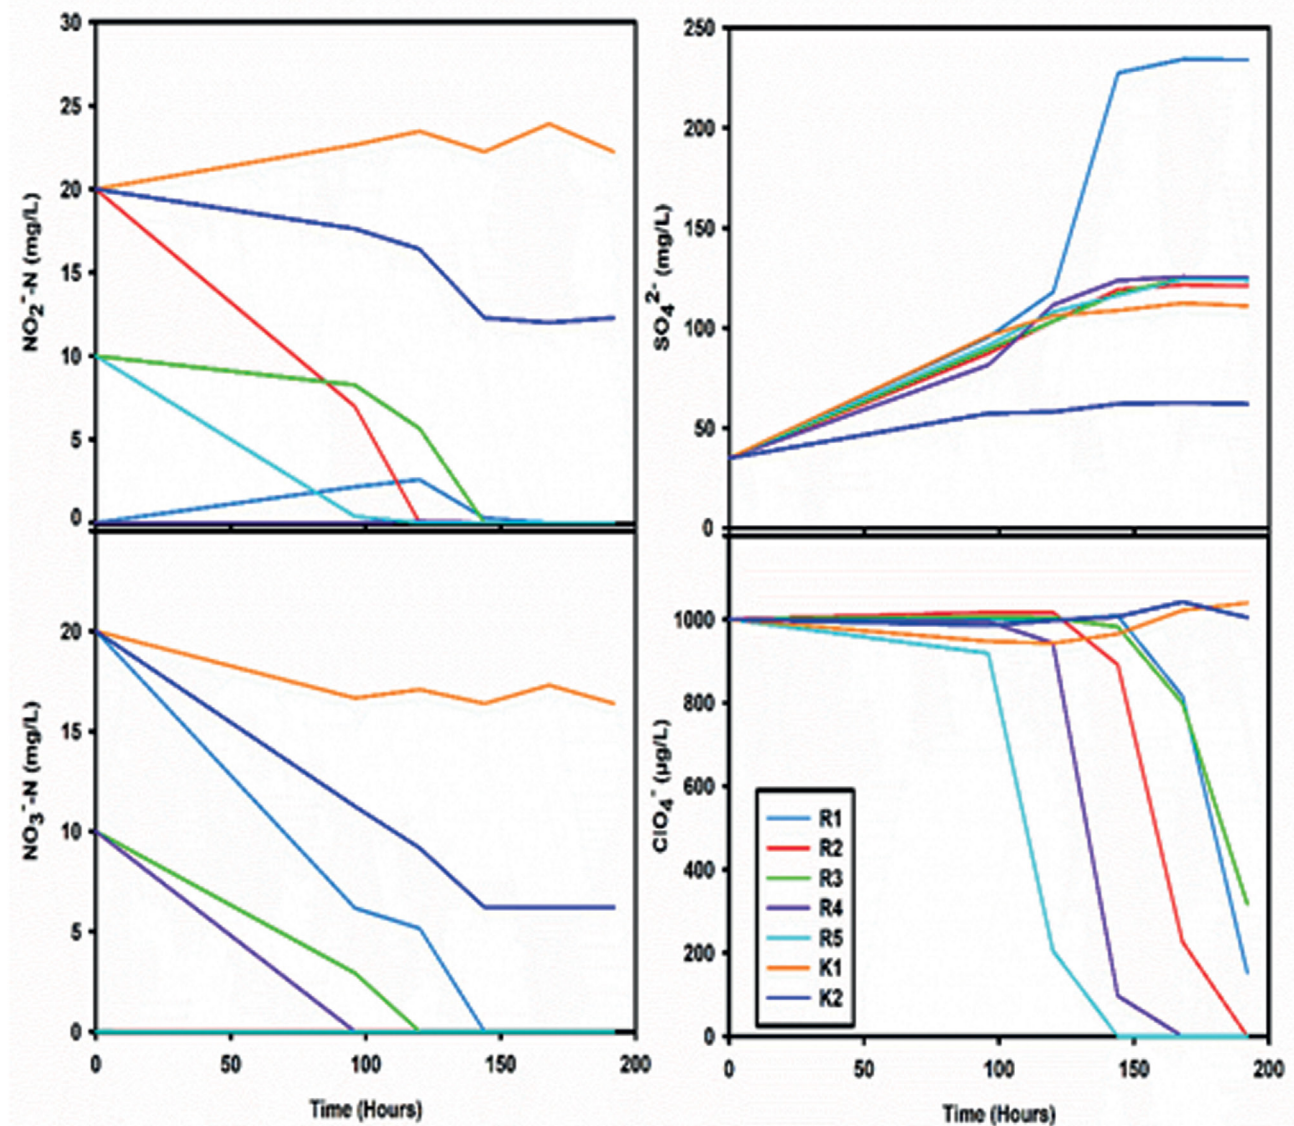 30
25
20
15
10
5
0
NO₂⁻-N (mg/L)
250
200
150
100
50
0
SO₄²⁻ (mg/L)
20
15
10
5
0
NO₃⁻-N (mg/L)
0
50
100
150
200
Time (Hours)
1000
800
600
400
200
0
ClO₄⁻ (µg/L)
R1
R2
R3
R4
R5
K1
K2
0
50
100
150
200
Time (Hours)